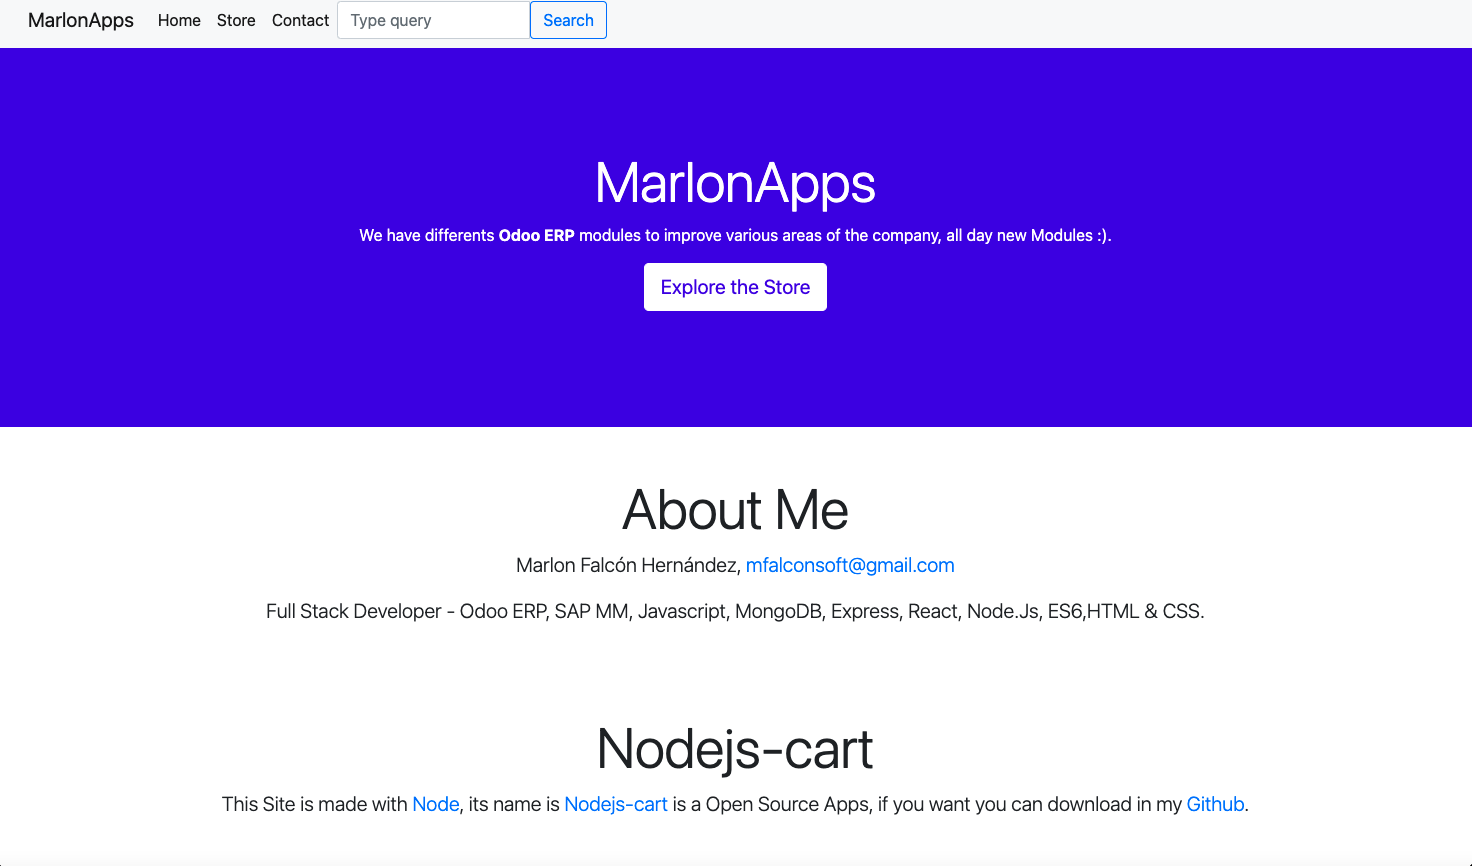 MarlonApps Home Store Contact Type query Search
MarlonApps
We have differents Odoo ERP modules to improve various areas of the company, all day new Modules :).
Explore the Store
About Me
Marlon Falcón Hernández, mfalconsoft@gmail.com
Full Stack Developer - Odoo ERP, SAP MM, Javascript, MongoDB, Express, React, Node.Js, ES6,HTML & CSS.
Nodejs-cart
This Site is made with Node, its name is Nodejs-cart is a Open Source Apps, if you want you can download in my Github.